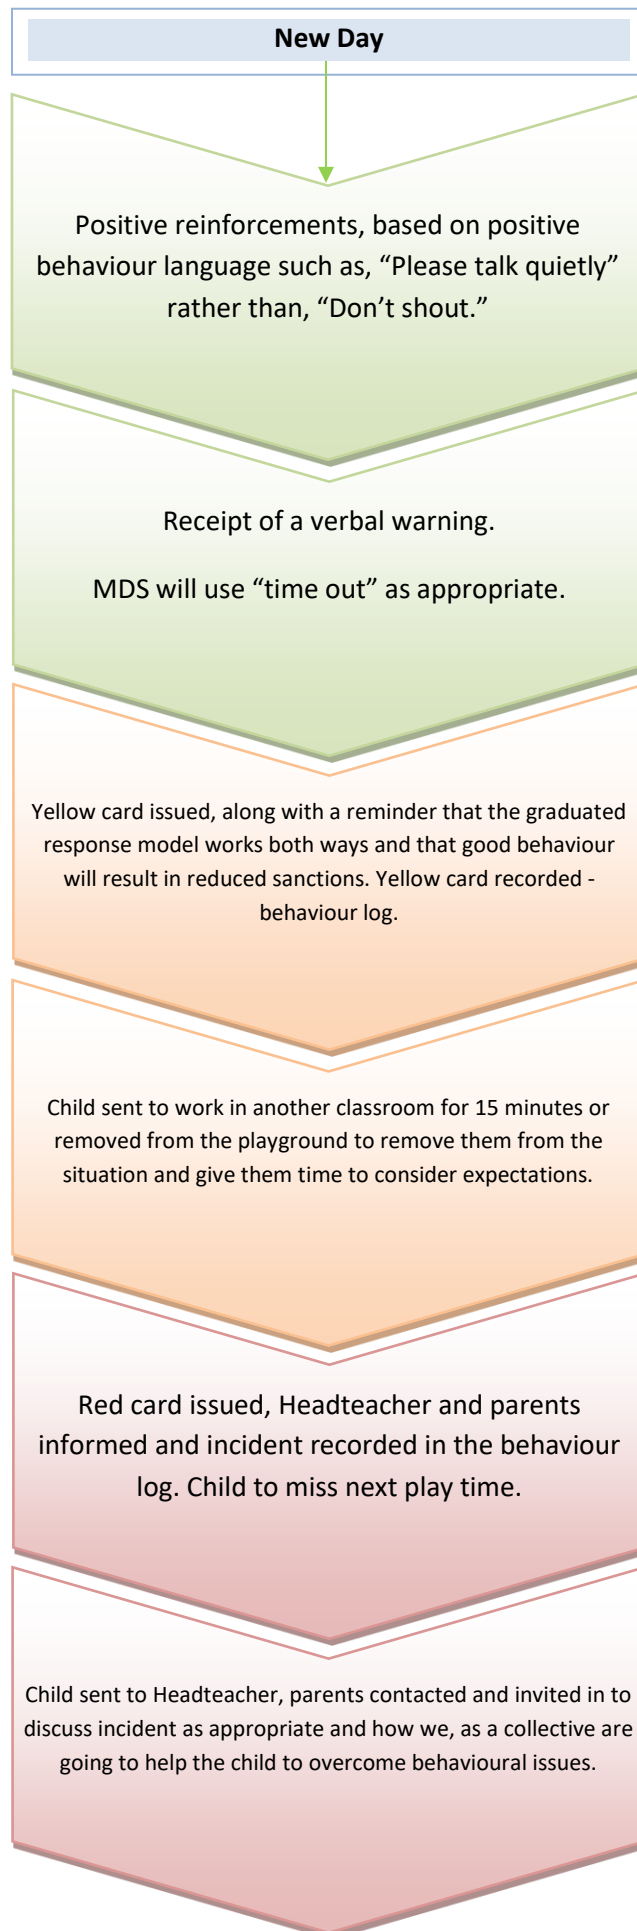 New Day
Positive reinforcements, based on positive
behaviour language such as, “Please talk quietly”
rather than, “Don’t shout.”
Receipt of a verbal warning.
MDS will use “time out” as appropriate.
Yellow card issued, along with a reminder that the graduated
response model works both ways and that good behaviour
will result in reduced sanctions. Yellow card recorded -
behaviour log.
Child sent to work in another classroom for 15 minutes or
removed from the playground to remove them from the
situation and give them time to consider expectations.
Red card issued, Headteacher and parents
informed and incident recorded in the behaviour
log. Child to miss next play time.
Child sent to Headteacher, parents contacted and invited in to
discuss incident as appropriate and how we, as a collective are
going to help the child to overcome behavioural issues.